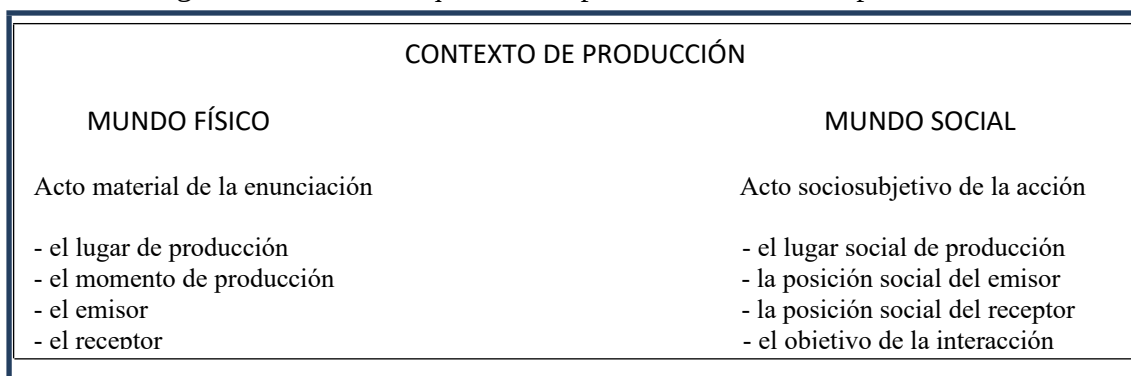 CONTEXTO DE PRODUCCIÓN
MUNDO FÍSICO MUNDO SOCIAL
Acto material de la enunciación Acto sociosubjetivo de la acción
- el lugar de producción - el lugar social de producción
- el momento de producción - la posición social del emisor
- el emisor - la posición social del receptor
- el receptor - el objetivo de la interacción